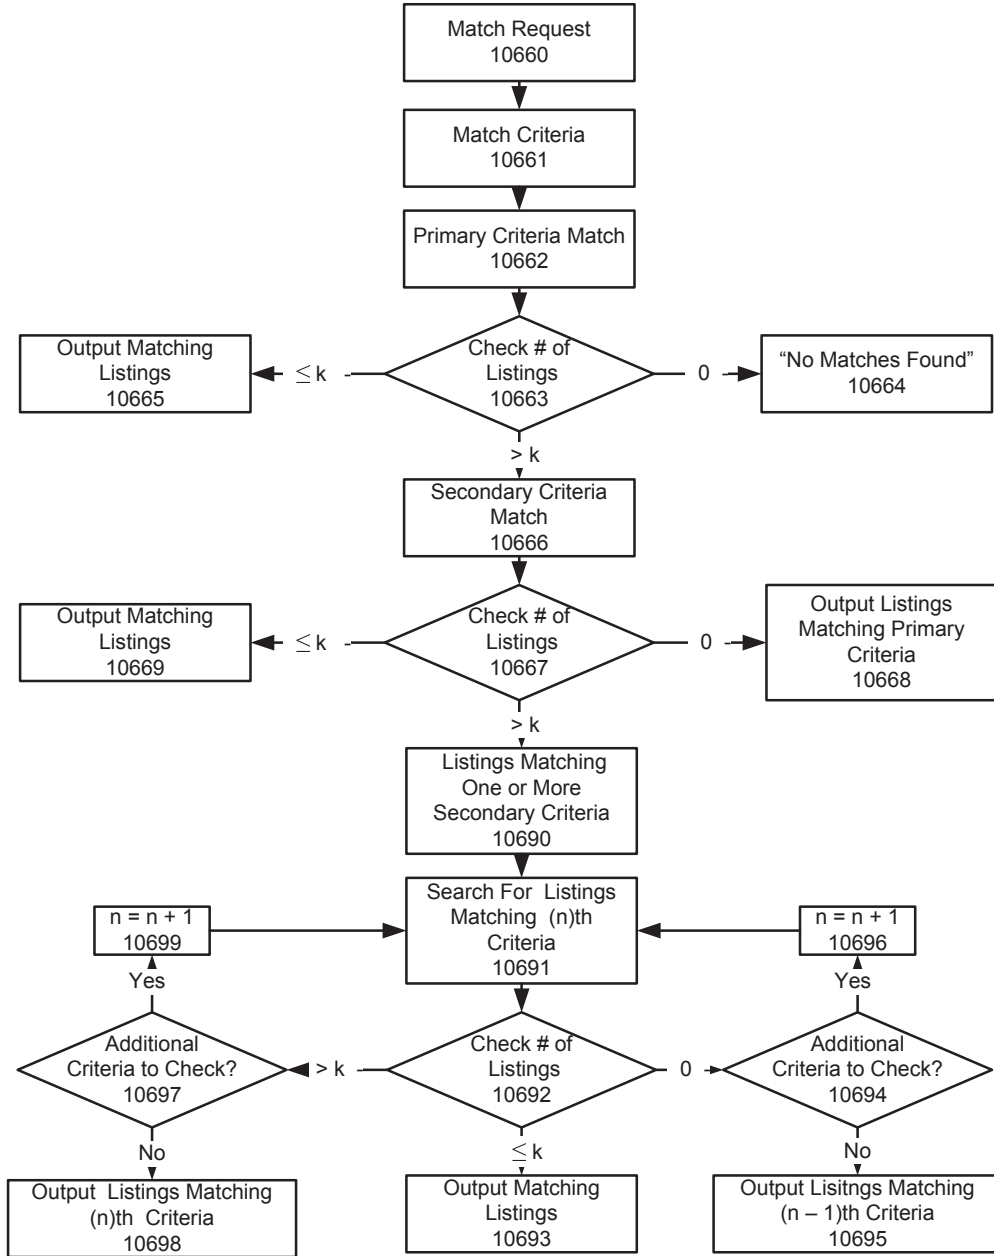 Match Request
10660
Match Criteria
10661
Primary Criteria Match
10662
Output Matching
Listings
10665
≤ k
Check # of
Listings
10663
0
“No Matches Found”
10664
> k
Secondary Criteria
Match
10666
Output Matching
Listings
10669
≤ k
Check # of
Listings
10667
0
Output Listings
Matching Primary
Criteria
10668
> k
Listings Matching
One or More
Secondary Criteria
10690
n = n + 1
10699
Search For Listings
Matching (n)th
Criteria
10691
n = n + 1
10696
Yes
Yes
Additional
Criteria to Check?
10697
> k
Check # of
Listings
10692
0
Additional
Criteria to Check?
10694
No
≤ k
No
Output Listings Matching
(n)th Criteria
10698
Output Matching
Listings
10693
Output Lisitngs Matching
(n – 1)th Criteria
10695